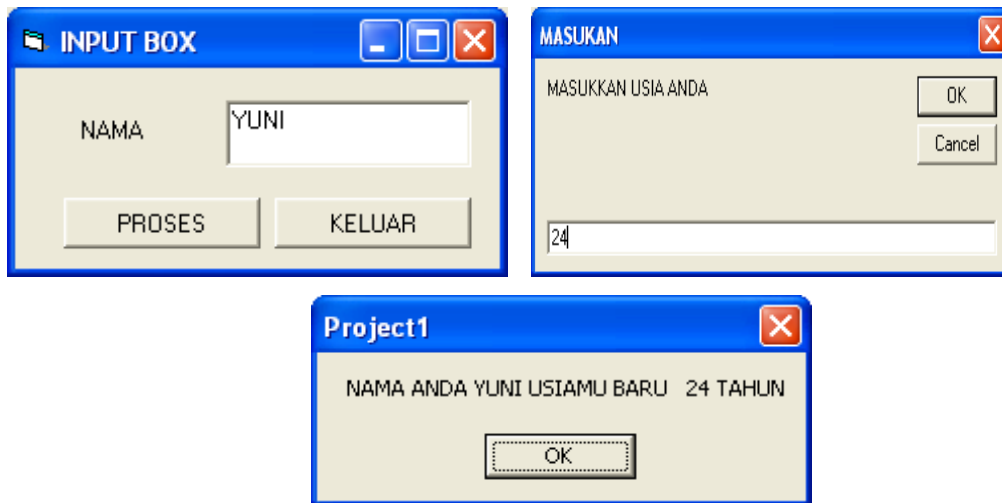 INPUT BOX
NAMA YUNI
PROSES KELUAR
MASUKAN
MASUKKAN USIA ANDA
OK
Cancel
24
Project1
NAMA ANDA YUNI USIAMU BARU 24 TAHUN
OK